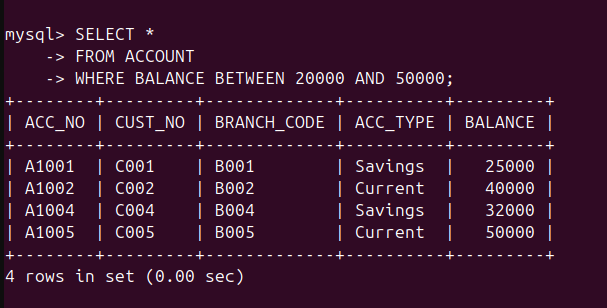 mysql> SELECT *
    -> FROM ACCOUNT
    -> WHERE BALANCE BETWEEN 20000 AND 50000;
+--------+---------+-------------+----------+---------+
| ACC_NO | CUST_NO | BRANCH_CODE | ACC_TYPE | BALANCE |
+--------+---------+-------------+----------+---------+
| A1001  | C001    | B001        | Savings  |   25000 |
| A1002  | C002    | B002        | Current  |   40000 |
| A1004  | C004    | B004        | Savings  |   32000 |
| A1005  | C005    | B005        | Current  |   50000 |
+--------+---------+-------------+----------+---------+
4 rows in set (0.00 sec)